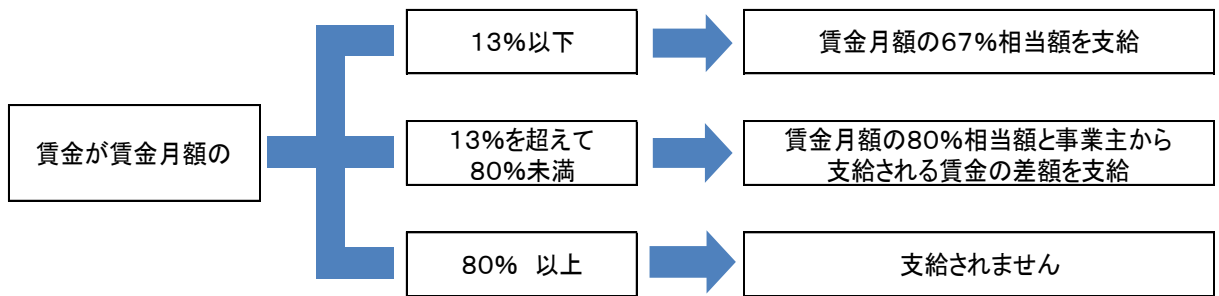 賃金が賃金月額の
13%以下
賃金月額の67%相当額を支給
13%を超えて
80%未満
賃金月額の80%相当額と事業主から
支給される賃金の差額を支給
80%　以上
支給されません